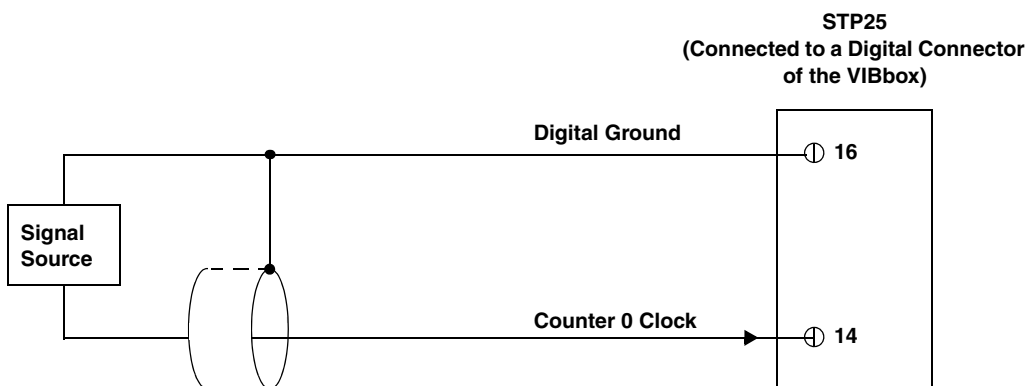 STP25
(Connected to a Digital Connector
of the VIBbox)
Digital Ground
16
Signal
Source
Counter 0 Clock
14